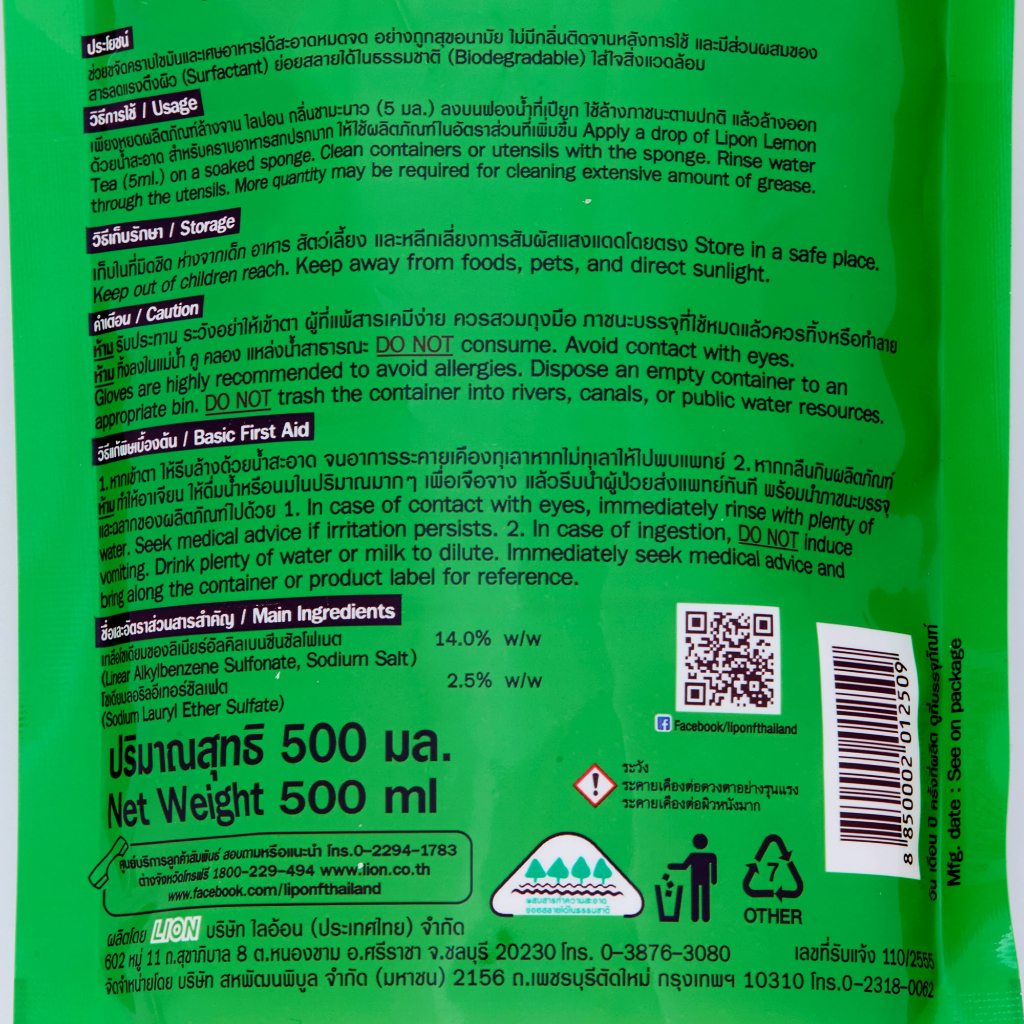 ประโยชน์
ช่วยขจัดคราบไขมันและเศษอาหารได้สะอาดหมดจด อย่างถูกสุขอนามัย ไม่มีกลิ่นติดจานหลังการใช้ และมีส่วนผสมของ
สารลดแรงตึงผิว (Surfactant) ย่อยสลายได้ในธรรมชาติ (Biodegradable) ใส่ใจสิ่งแวดล้อม
วิธีการใช้ / Usage
เพียงหยดผลิตภัณฑ์ล้างจาน ไลปอน กลิ่นชามะนาว (5 มล.) ลงบนฟองน้ำที่เปียก ใช้ล้างภาชนะตามปกติ แล้วล้างออก
ด้วยน้ำสะอาด สำหรับคราบอาหารสกปรกมาก ให้ใช้ผลิตภัณฑ์ในอัตราส่วนที่เพิ่มขึ้น Apply a drop of Lipon Lemon
Tea (5ml.) on a soaked sponge. Clean containers or utensils with the sponge. Rinse water
through the utensils. More quantity may be required for cleaning extensive amount of grease.
วิธีเก็บรักษา / Storage
เก็บในที่มิดชิด ห่างจากเด็ก อาหาร สัตว์เลี้ยง และหลีกเลี่ยงการสัมผัสแสงแดดโดยตรง Store in a safe place.
Keep out of children reach. Keep away from foods, pets, and direct sunlight.
คำเตือน / Caution
ห้ามรับประทาน ระวังอย่าให้เข้าตา ผู้ที่แพ้สารเคมีง่าย ควรสวมถุงมือ ภาชนะบรรจุที่ใช้หมดแล้วควรทิ้งหรือทำลาย
ห้ามทิ้งลงในแม่น้ำ คู คลอง แหล่งน้ำสาธารณะ DO NOT consume. Avoid contact with eyes.
Gloves are highly recommended to avoid allergies. Dispose an empty container to an
appropriate bin. DO NOT trash the container into rivers, canals, or public water resources.
วิธีแก้พิษเบื้องต้น / Basic First Aid
1. หากเข้าตา ให้รีบล้างด้วยน้ำสะอาด จนอาการระคายเคืองทุเลาหากไม่ทุเลาให้ไปพบแพทย์ 2. หากกลืนกินผลิตภัณฑ์
ห้ามทำให้อาเจียน ให้ดื่มน้ำหรือนมในปริมาณมากๆ เพื่อเจือจาง แล้วรีบนำผู้ป่วยส่งแพทย์ทันที พร้อมนำภาชนะบรรจุ
และฉลากของผลิตภัณฑ์ไปด้วย 1. In case of contact with eyes, immediately rinse with plenty of
water. Seek medical advice if irritation persists. 2. In case of ingestion, DO NOT induce
vomiting. Drink plenty of water or milk to dilute. Immediately seek medical advice and
bring along the container or product label for reference.
ชื่อและอัตราส่วนสารสำคัญ / Main Ingredients
เกลือโซเดียมของลิเนียร์อัลคิลเบนซีนซัลโฟเนต 14.0% w/w
(Linear Alkylbenzene Sulfonate, Sodium Salt)
โซเดียมลอริลอีเทอร์ซัลเฟต 2.5% w/w
(Sodium Lauryl Ether Sulfate)
Facebook/liponfthailand
ปริมาณสุทธิ 500 มล.
Net Weight 500 ml
ระวัง
ระคายเคืองต่อดวงตาอย่างรุนแรง
ระคายเคืองต่อผิวหนังมาก
8 850002 012509
วัน เดือน ปี ครั้งที่ผลิต ดูที่บรรจุภัณฑ์
Mfg. date : See on package
ศูนย์บริการลูกค้าสัมพันธ์ สอบถามหรือแนะนำ โทร.0-2294-1783
ต่างจังหวัดโทรฟรี 1800-229-494 www.lion.co.th
www.facebook.com/liponfthailand
ผสมสารทำความสะอาด
ย่อยสลายได้ในธรรมชาติ
7
OTHER
ผลิตโดย LION บริษัท ไลอ้อน (ประเทศไทย) จำกัด
602 หมู่ 11 ถ.สุขาภิบาล 8 ต.หนองขาม อ.ศรีราชา จ.ชลบุรี 20230 โทร. 0-3876-3080 เลขที่รับแจ้ง 110/2555
จัดจำหน่ายโดย บริษัท สหพัฒนพิบูล จำกัด (มหาชน) 2156 ถ.เพชรบุรีตัดใหม่ กรุงเทพฯ 10310 โทร.0-2318-0062